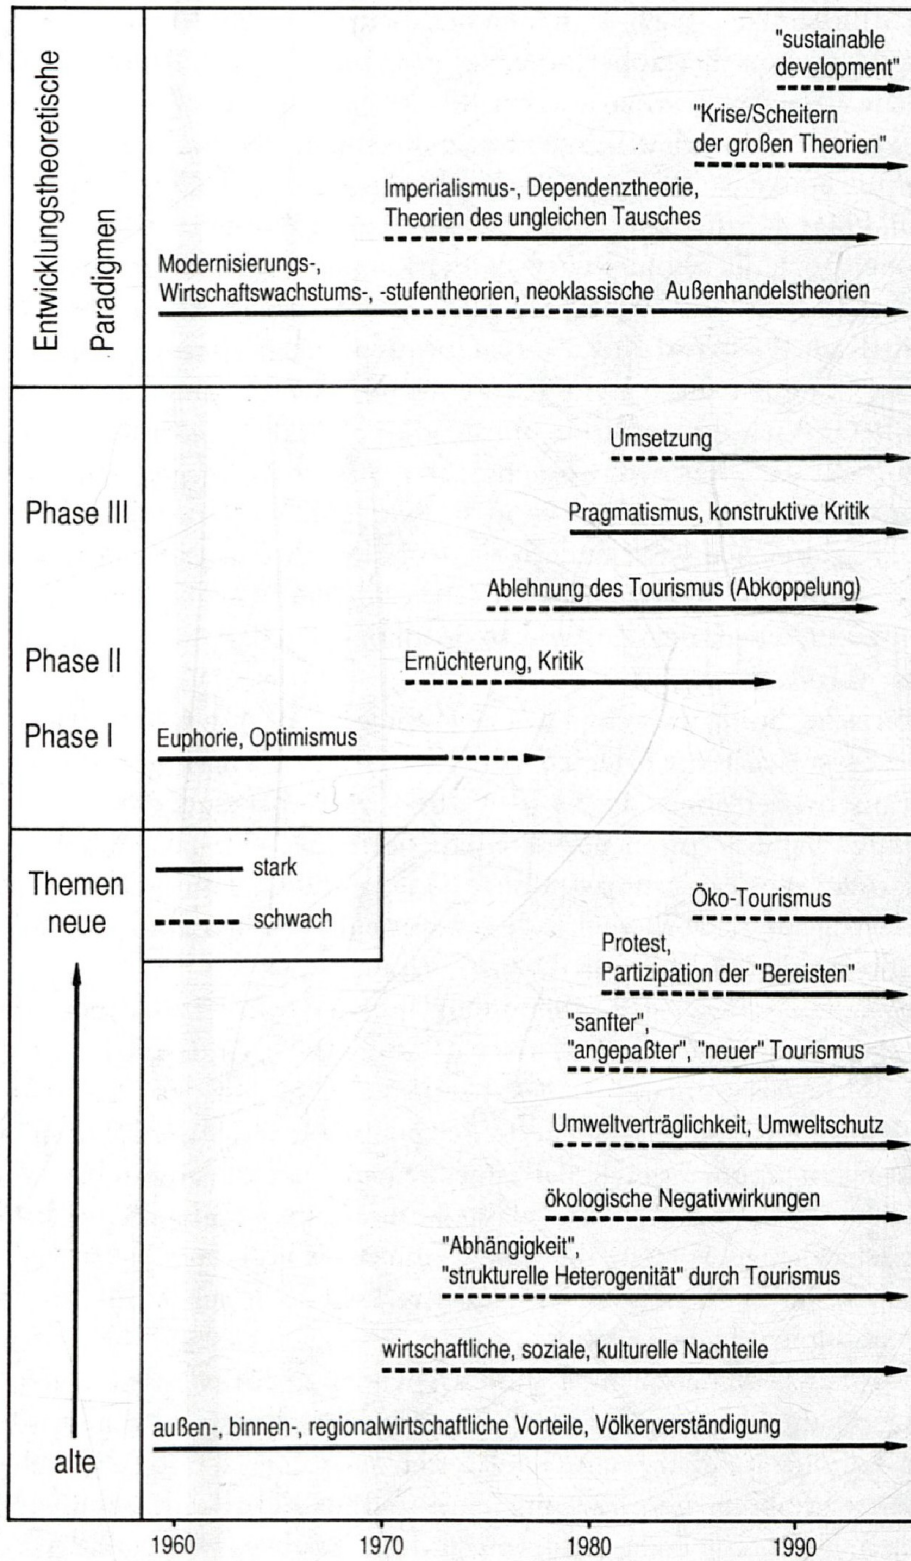 Entwicklungstheoretische
Paradigmen
"sustainable
development"
"Krise/Scheitern
der großen Theorien"
Imperialismus-, Dependenztheorie,
Theorien des ungleichen Tausches
Modernisierungs-,
Wirtschaftswachstums-, -stufentheorien, neoklassische Außenhandelstheorien
Umsetzung
Phase III
Pragmatismus, konstruktive Kritik
Ablehnung des Tourismus (Abkoppelung)
Phase II
Ernüchterung, Kritik
Phase I
Euphorie, Optimismus
Themen
neue
stark
schwach
Öko-Tourismus
Protest,
Partizipation der "Bereisten"
"sanfter",
"angepaßter", "neuer" Tourismus
Umweltverträglichkeit, Umweltschutz
ökologische Negativwirkungen
"Abhängigkeit",
"strukturelle Heterogenität" durch Tourismus
wirtschaftliche, soziale, kulturelle Nachteile
außen-, binnen-, regionalwirtschaftliche Vorteile, Völkerverständigung
alte
1960 1970 1980 1990